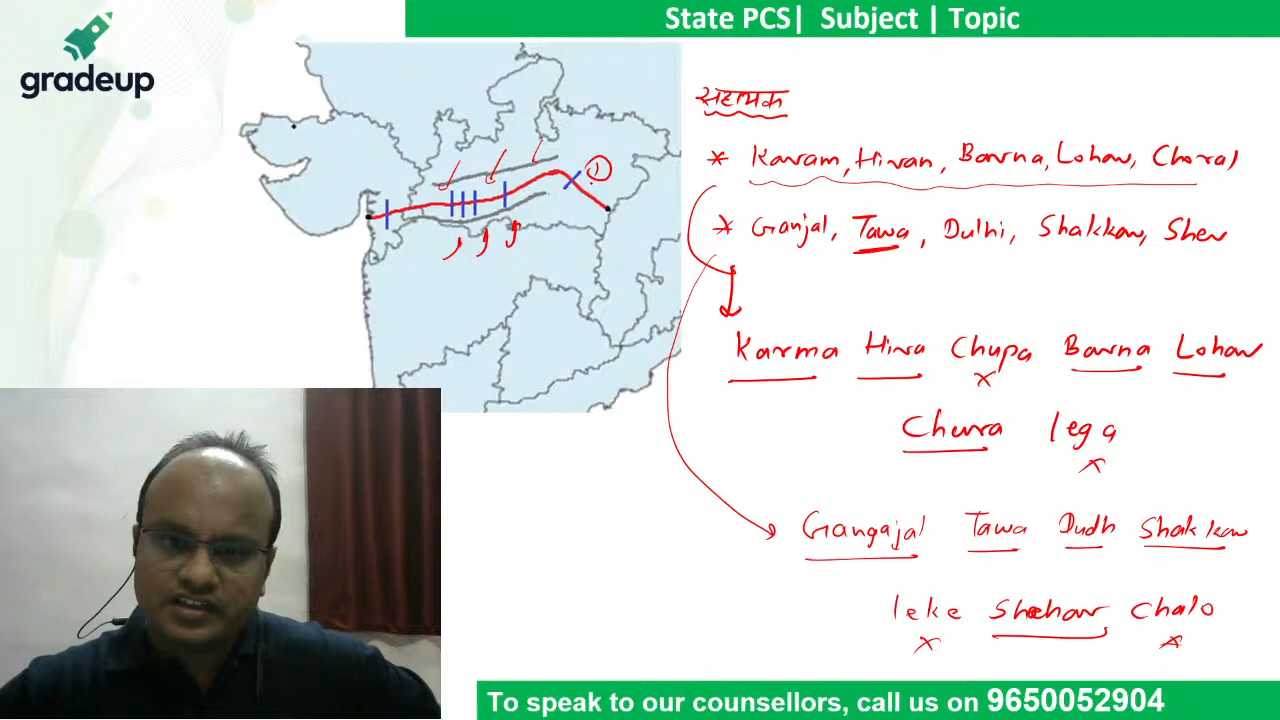 State PCS| Subject | Topic
gradeup
सहायक
* Karam, Hiran, Barna, Lohar, Choral
* Ganjal, Tawa, Dulhi, Shakkar, Sher
Karma Hira Chupa Barna Lohar
x
Chura lega
x
Gangajal Tawa Dudh Shakkar
leke Shehar chalo
x x
1
To speak to our counsellors, call us on 9650052904